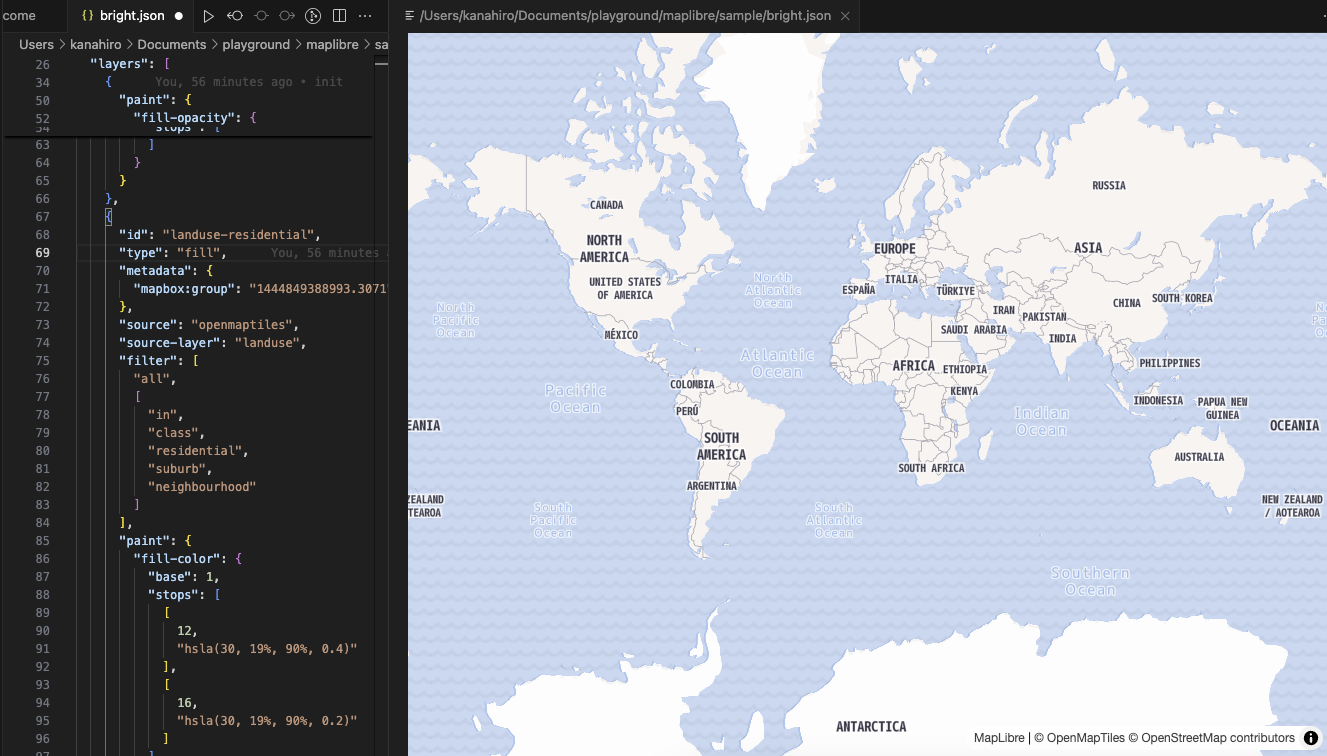 come
{} bright.json
/Users/kanahiro/Documents/playground/maplibre/sample/bright.json
Users > kanahiro > Documents > playground > maplibre > sa
26 "layers": [
34 { You, 56 minutes ago • init
50 "paint": {
52 "fill-opacity": {
54 "stops": [
63 ]
64 }
65 }
66 },
67 {
68 "id": "landuse-residential",
69 "type": "fill", You, 56 minutes
70 "metadata": {
71 "mapbox:group": "1444849388993.3071"
72 },
73 "source": "openmaptiles",
74 "source-layer": "landuse",
75 "filter": [
76 "all",
77 [
78 "in",
79 "class",
80 "residential",
81 "suburb",
82 "neighbourhood"
83 ]
84 ],
85 "paint": {
86 "fill-color": {
87 "base": 1,
88 "stops": [
89 [
90 12,
91 "hsla(30, 19%, 90%, 0.4)"
92 ],
93 [
94 16,
95 "hsla(30, 19%, 90%, 0.2)"
96 ]
97 ]
RUSSIA
CANADA
NORTH
AMERICA
EUROPE
ASIA
UNITED STATES
OF AMERICA
North
Atlantic
Ocean
ESPAÑA
ITALIA
TÜRKIYE
CHINA
SOUTH KOREA
North
Pacific
Ocean
IRAN
PAKISTAN
SAUDI ARABIA
INDIA
MÉXICO
Atlantic
Ocean
AFRICA
ETHIOPIA
KENYA
PHILIPPINES
COLOMBIA
PERÚ
Pacific
Ocean
Indian
Ocean
INDONESIA
PAPUA NEW
GUINEA
EANIA
OCEANIA
SOUTH
AMERICA
AUSTRALIA
SOUTH AFRICA
ARGENTINA
ZEALAND
TEAROA
NEW ZEALAND
/ AOTEAROA
South
Pacific
Ocean
South
Atlantic
Ocean
Southern
Ocean
ANTARCTICA
MapLibre | © OpenMapTiles © OpenStreetMap contributors